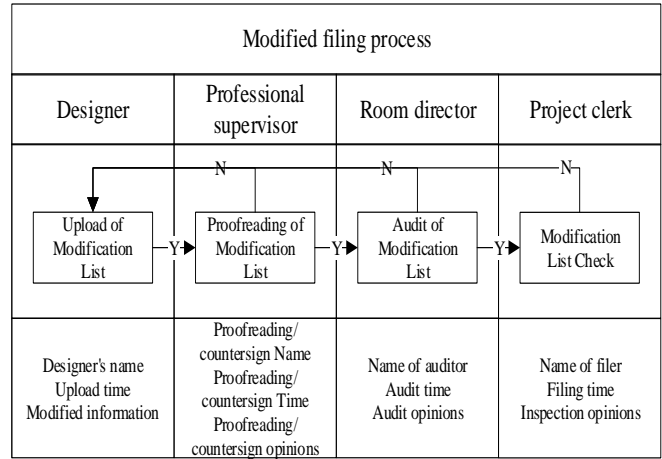 Modified filing process
Designer
Professional
supervisor
Room director
Project clerk
N
N
N
Upload of
Modification
List
Y
Proofreading of
Modification
List
Y
Audit of
Modification
List
Y
Modification
List Check
Designer's name
Upload time
Modified information
Proofreading/
countersign Name
Proofreading/
countersign Time
Proofreading/
countersign opinions
Name of auditor
Audit time
Audit opinions
Name of filer
Filing time
Inspection opinions